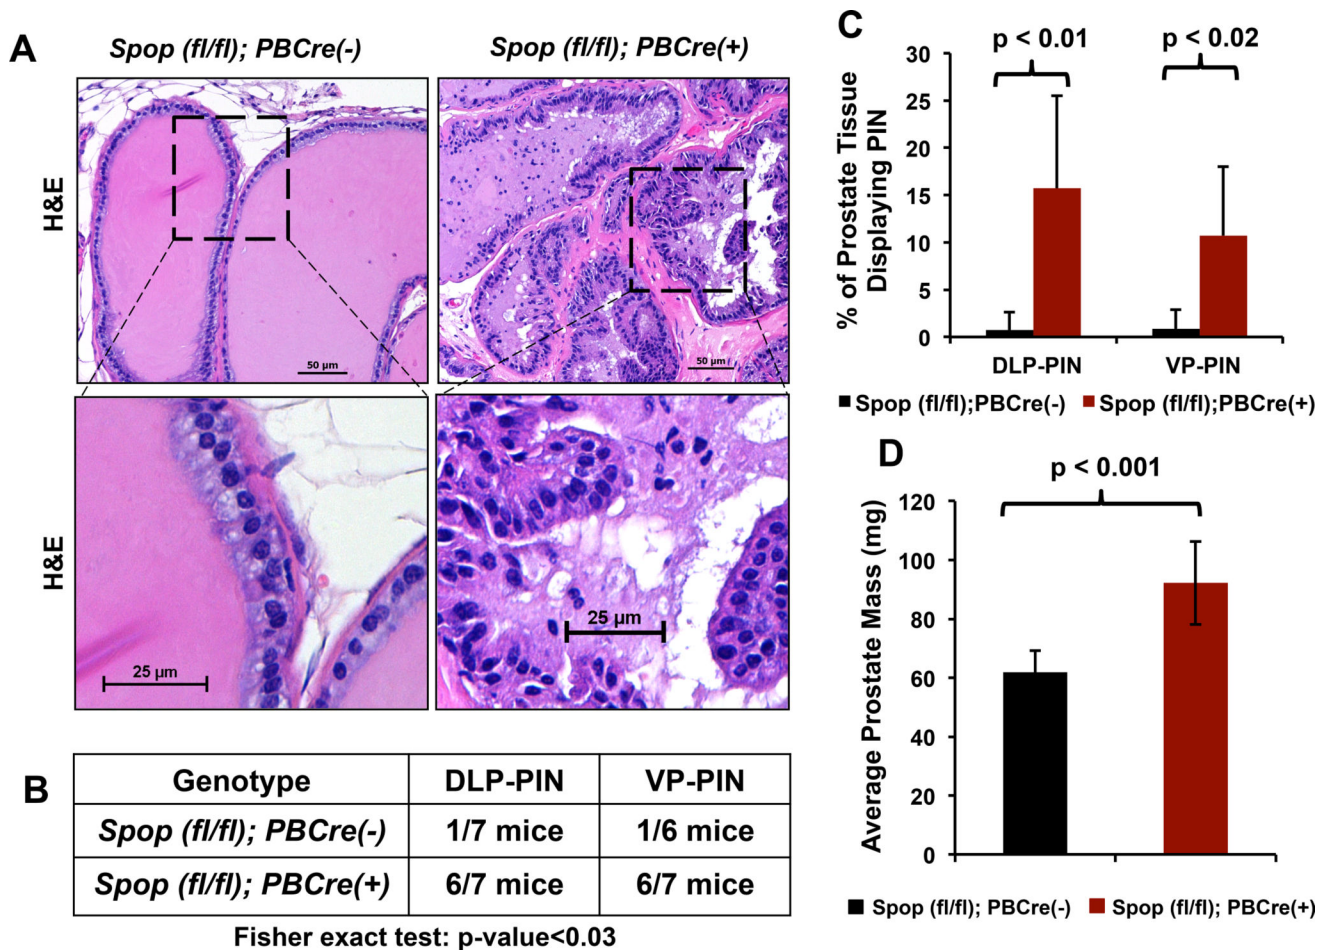 A
Spop (fl/fl); PBCre(-)
Spop (fl/fl); PBCre(+)
H&E
50 µm
50 µm
H&E
25 µm
25 µm
B
Genotype DLP-PIN VP-PIN
Spop (fl/fl); PBCre(-) 1/7 mice 1/6 mice
Spop (fl/fl); PBCre(+) 6/7 mice 6/7 mice
Fisher exact test: p-value<0.03
C
p < 0.01 p < 0.02
% of Prostate Tissue
Displaying PIN
30
25
20
15
10
5
0
DLP-PIN VP-PIN
Spop (fl/fl);PBCre(-) Spop (fl/fl);PBCre(+)
D
p < 0.001
Average Prostate Mass (mg)
120
100
80
60
40
20
0
Spop (fl/fl); PBCre(-) Spop (fl/fl); PBCre(+)